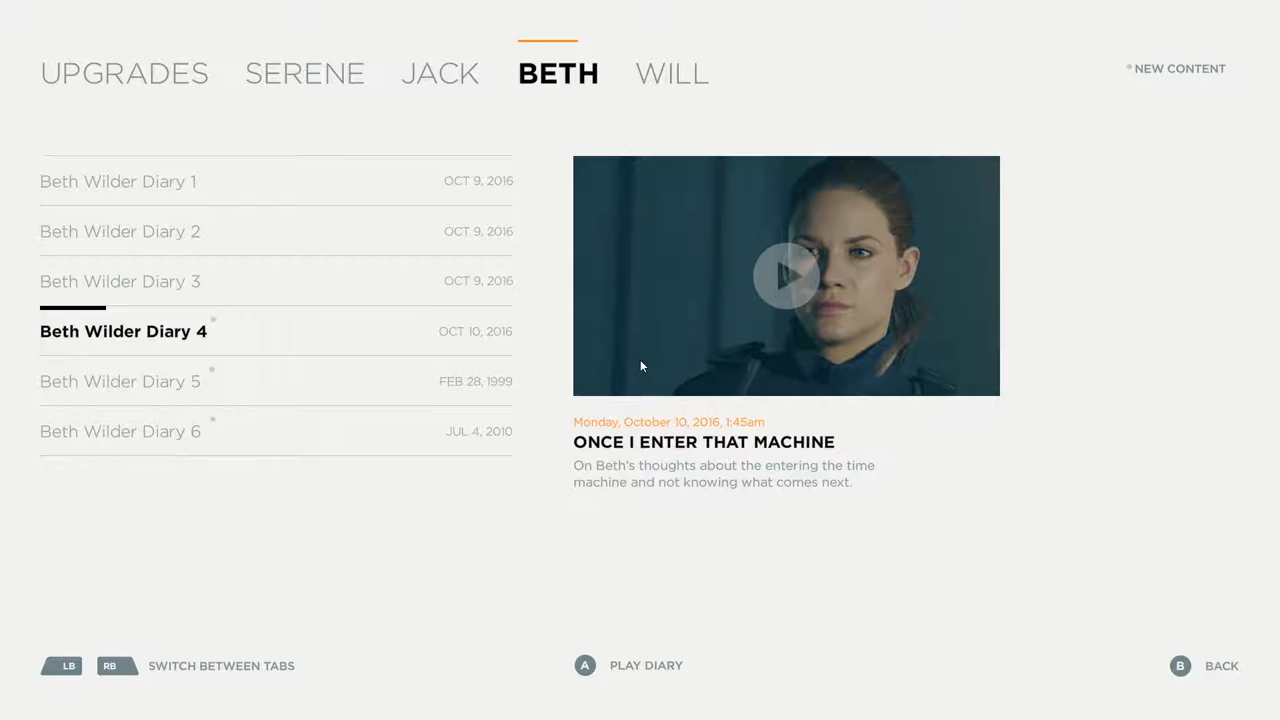 UPGRADES SERENE JACK BETH WILL
NEW CONTENT
Beth Wilder Diary 1 OCT 9, 2016
Beth Wilder Diary 2 OCT 9, 2016
Beth Wilder Diary 3 OCT 9, 2016
Beth Wilder Diary 4 OCT 10, 2016
Beth Wilder Diary 5 FEB 28, 1999
Beth Wilder Diary 6 JUL 4, 2010
Monday, October 10, 2016, 1:45am
ONCE I ENTER THAT MACHINE
On Beth's thoughts about the entering the time
machine and not knowing what comes next.
LB RB SWITCH BETWEEN TABS
A PLAY DIARY
B BACK